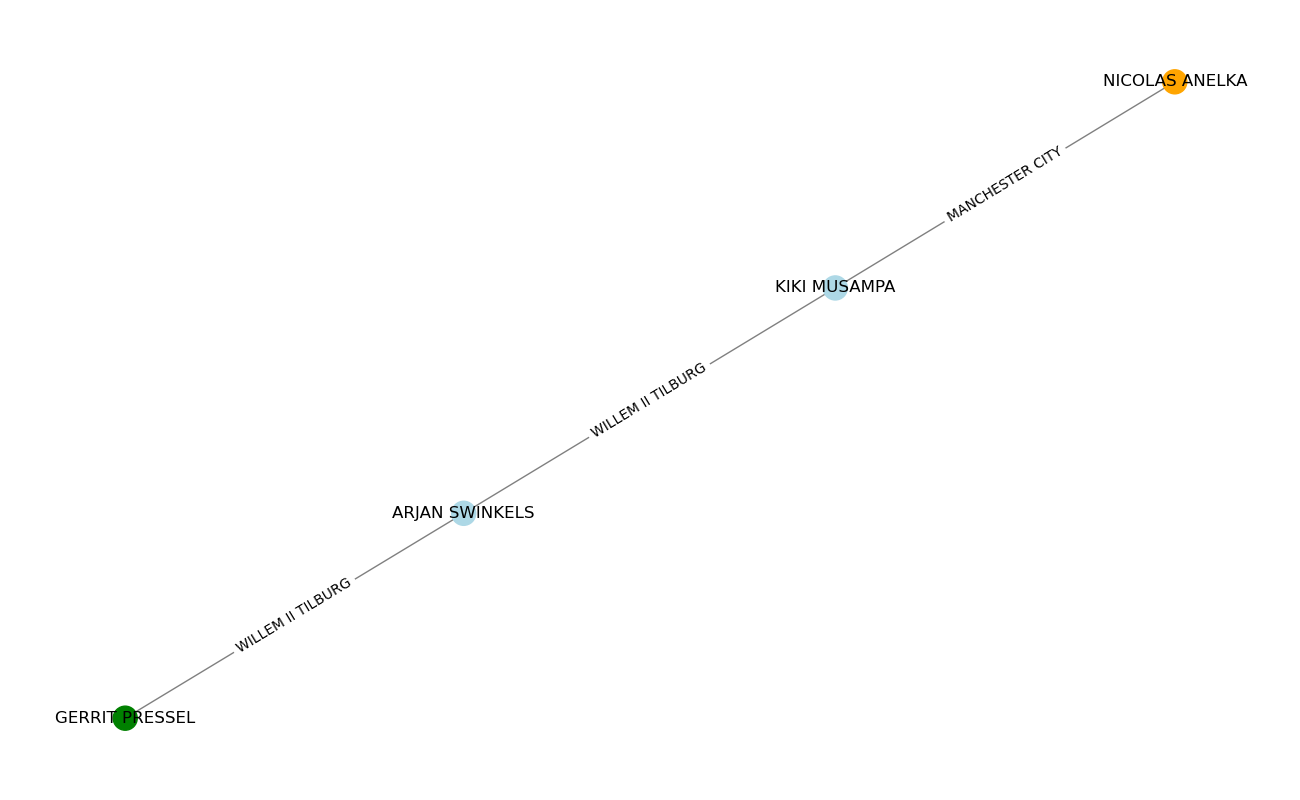 NICOLAS ANELKA
MANCHESTER CITY
KIKI MUSAMPA
WILLEM II TILBURG
ARJAN SWINKELS
WILLEM II TILBURG
GERRIT PRESSEL